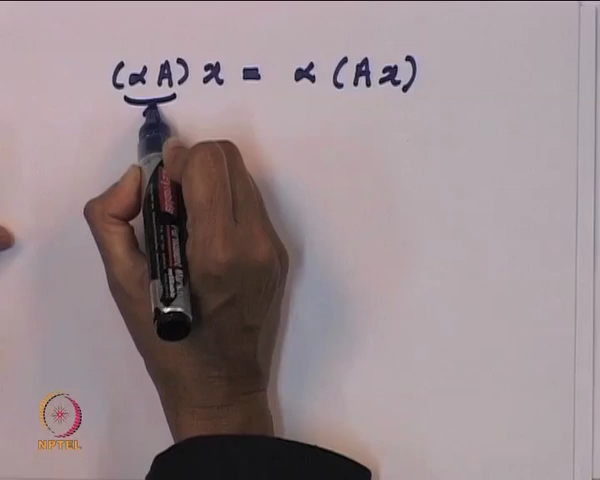 (αA)x = α(Ax)
NPTEL